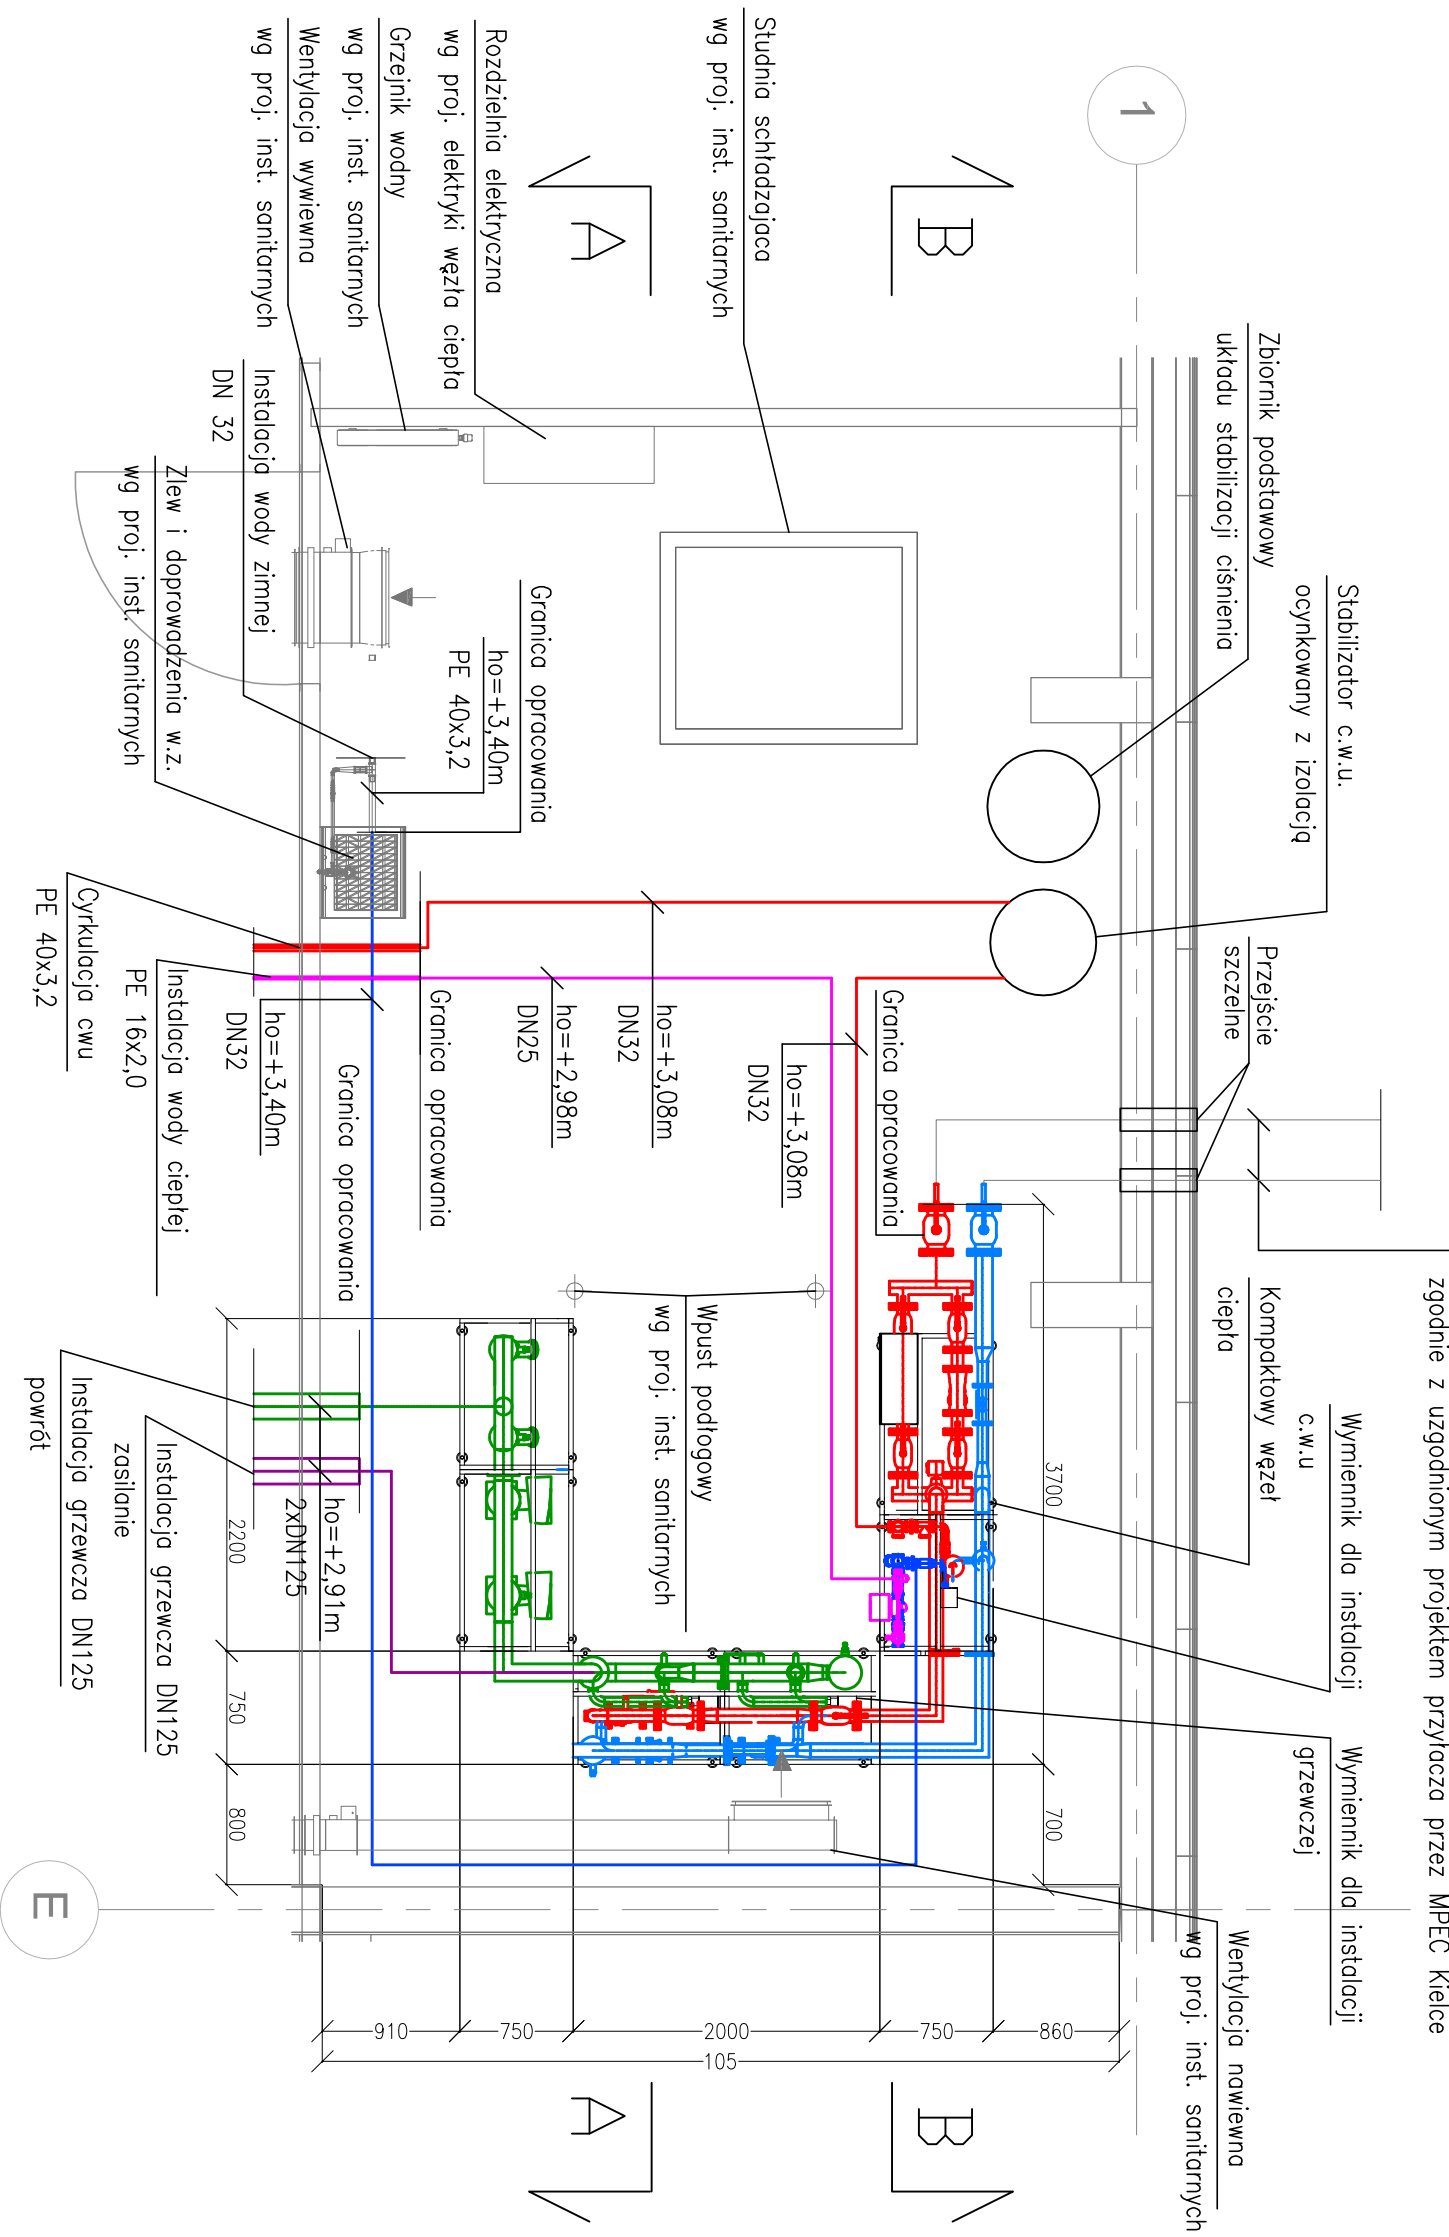 zgodnie z uzgodnionym projektem przyłącza przez MPEC Kielce
Stabilizator c.w.u.
ocynkowany z izolacją
Wymiennik dla instalacji
c.w.u
Wymiennik dla instalacji
grzewczej
Zbiornik podstawowy
układu stabilizacji ciśnienia
Przejście
szczelne
Kompaktowy węzeł
ciepła
Wentylacja nawiewna
wg proj. inst. sanitarnych
1
B
B
3700
700
860
750
2000
750
910
105
Granica opracowania
ho=+3,08m
DN32
Studnia schładzająca
wg proj. inst. sanitarnych
Wpust podłogowy
wg proj. inst. sanitarnych
ho=+3,08m
DN32
ho=+2,98m
DN25
A
A
Rozdzielnia elektryczna
wg proj. elektryki węzła ciepła
Granica opracowania
ho=+3,40m
PE 40x3,2
Granica opracowania
Grzejnik wodny
wg proj. inst. sanitarnych
Granica opracowania
Wentylacja wywiewna
wg proj. inst. sanitarnych
ho=+3,40m
DN32
ho=+2,91m
2xDN125
Instalacja wody zimnej
DN 32
2200
750
800
Zlew i doprowadzenia w.z.
wg proj. inst. sanitarnych
Instalacja wody ciepłej
PE 16x2,0
Instalacja grzewcza DN125
zasilanie
Cyrkulacja cwu
PE 40x3,2
Instalacja grzewcza DN125
powrót
E